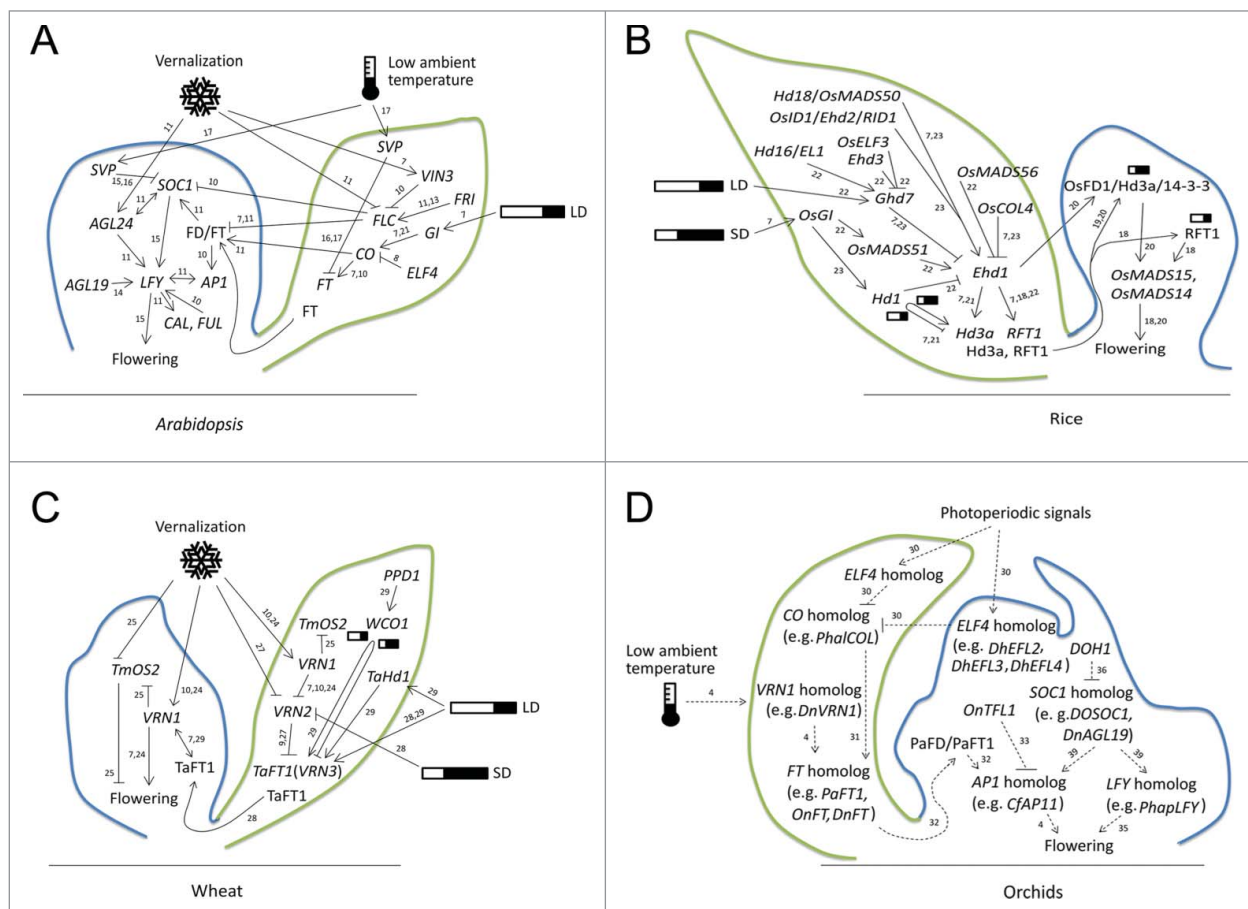 A
Vernalization
Low ambient
temperature
17
11
17
SVP
7
SVP
15,16
SOC1
10
11
10
VIN3
11
11,13
FRI
FLC
7
LD
AGL24
11
7,11
FD/FT
16,17
7,21
GI
15
11
CO
8
11
10
7,10
ELF4
AGL19
14
LFY
11
AP1
FT
11
10
15
CAL, FUL
FT
Flowering
Arabidopsis
B
Hd18/OsMADS50
OsID1/Ehd2/RID1
7,23
Hd16/EL1
OsELF3
Ehd3
OsMADS56
22
22
22
22
OsFD1/Hd3a/14-3-3
LD
22
Ghd7
23
20
OsCOL4
19,20
SD
7
OsGI
22
7,23
7,23
18
RFT1
OsMADS51
20
18
22
Ehd1
23
OsMADS15,
OsMADS14
Hd1
22
7,21
7,18,22
18,20
7,21
Hd3a
RFT1
Hd3a, RFT1
Flowering
Rice
C
Vernalization
PPD1
29
10,24
TmOS2
WCO1
25
27
25
TmOS2
VRN1
10,24
7,10,24
TaHd1
25
29
LD
VRN1
VRN2
29
28,29
7,29
9,27
29
28
7,24
SD
25
TaFT1
TaFT1(VRN3)
Flowering
TaFT1
28
Wheat
D
Photoperiodic signals
30
ELF4 homolog
30
30
CO homolog
30
ELF4 homolog
(e.g. PhalCOL)
(e.g. DhEFL2,
DhEFL3,DhEFL4)
DOH1
Low ambient
temperature
36
SOC1 homolog
4
VRN1 homolog
(e.g.DnVRN1)
OnTFL1
(e.g. DOSOC1,
DnAGL19)
4
31
PaFD/PaFT1
33
39
39
32
FT homolog
(e.g. PaFT1,
OnFT,DnFT)
AP1 homolog
(e.g. CfAP11)
LFY homolog
(e.g.PhapLFY)
32
4
35
Flowering
Orchids